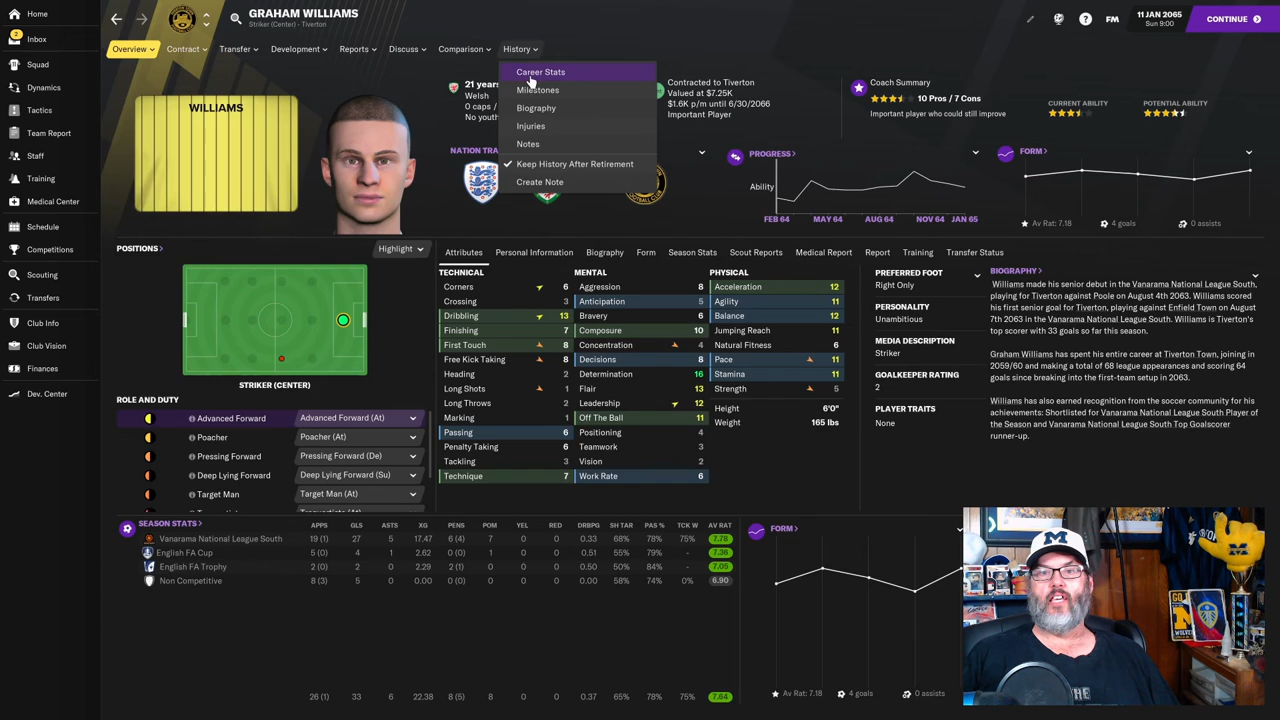 Home
GRAHAM WILLIAMS
Striker (Center) - Tiverton
FM
11 JAN 2065
Sun 9:00
CONTINUE
2
Inbox
Overview
Contract
Transfer
Development
Reports
Discuss
Comparison
History
Squad
Dynamics
Tactics
Team Report
Staff
Training
Medical Center
Schedule
Competitions
Scouting
Transfers
Club Info
Club Vision
Finances
Dev. Center
Career Stats
Milestones
Biography
Injuries
Notes
Keep History After Retirement
Create Note
WILLIAMS
21 years
Welsh
0 caps /
No youth
Contracted to Tiverton
Valued at $7.25K
$1.6K p/m until 6/30/2066
Important Player
Coach Summary
10 Pros / 7 Cons
Important player who could still improve
CURRENT ABILITY
POTENTIAL ABILITY
NATION TRA
PROGRESS
Ability
FEB 64
MAY 64
AUG 64
NOV 64
JAN 65
FORM
Av Rat: 7.18
4 goals
0 assists
POSITIONS
Highlight
STRIKER (CENTER)
ROLE AND DUTY
Advanced Forward
Advanced Forward (At)
Poacher
Poacher (At)
Pressing Forward
Pressing Forward (De)
Deep Lying Forward
Deep Lying Forward (Su)
Target Man
Target Man (At)
Attributes
Personal Information
Biography
Form
Season Stats
Scout Reports
Medical Report
Report
Training
Transfer Status
TECHNICAL
Corners 6
Crossing 3
Dribbling 13
Finishing 7
First Touch 8
Free Kick Taking 8
Heading 2
Long Shots 1
Long Throws 2
Marking 1
Passing 6
Penalty Taking 6
Tackling 3
Technique 7
MENTAL
Aggression 8
Anticipation 5
Bravery 6
Composure 10
Concentration 4
Decisions 8
Determination 16
Flair 13
Leadership 12
Off The Ball 11
Positioning 4
Teamwork 3
Vision 2
Work Rate 6
PHYSICAL
Acceleration 12
Agility 11
Balance 12
Jumping Reach 11
Natural Fitness 6
Pace 11
Stamina 11
Strength 5
Height 6'0"
Weight 165 lbs
PREFERRED FOOT
Right Only
PERSONALITY
Unambitious
MEDIA DESCRIPTION
Striker
GOALKEEPER RATING
2
PLAYER TRAITS
None
BIOGRAPHY
Williams made his senior debut in the Vanarama National League South,
playing for Tiverton against Poole on August 4th 2063. Williams scored
his first senior goal for Tiverton, playing against Enfield Town on August
7th 2063 in the Vanarama National League South. Williams is Tiverton's
top scorer with 33 goals so far this season.
Graham Williams has spent his entire career at Tiverton Town, joining in
2059/60 and making a total of 68 league appearances and scoring 64
goals since breaking into the first-team setup in 2063.
Williams has also earned recognition from the soccer community for his
achievements: Shortlisted for Vanarama National League South Player of
the Season and Vanarama National League South Top Goalscorer
runner-up.
SEASON STATS
APPS GLS ASTS XG PENS POM YEL RED DRBPG SH TAR PAS % TCK W AV RAT
Vanarama National League South 19 (1) 27 5 17.47 6 (4) 7 0 0 0.33 68% 78% 75% 7.78
English FA Cup 5 (0) 4 1 2.62 0 (0) 1 0 0 0.51 55% 79% - 7.36
English FA Trophy 2 (0) 2 0 2.29 2 (1) 0 0 0 0.50 50% 84% - 7.05
Non Competitive 8 (3) 5 0 0.00 0 (0) 0 0 0 0.00 58% 74% 0% 6.90
26 (1) 33 6 22.38 8 (5) 8 0 0 0.37 65% 78% 75% 7.64
FORM
Av Rat: 7.18
4 goals
0 assists
M